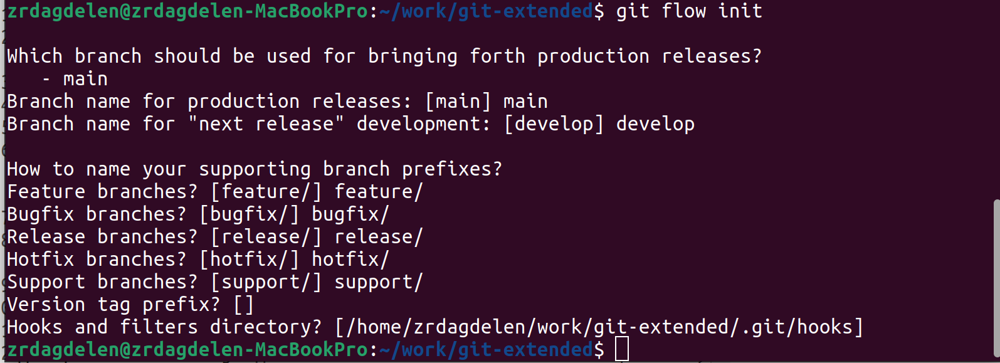 zrdagdelen@zrdagdelen-MacBookPro:~/work/git-extended$ git flow init
Which branch should be used for bringing forth production releases?
- main
Branch name for production releases: [main] main
Branch name for "next release" development: [develop] develop
How to name your supporting branch prefixes?
Feature branches? [feature/] feature/
Bugfix branches? [bugfix/] bugfix/
Release branches? [release/] release/
Hotfix branches? [hotfix/] hotfix/
Support branches? [support/] support/
Version tag prefix? []
Hooks and filters directory? [/home/zrdagdelen/work/git-extended/.git/hooks]
zrdagdelen@zrdagdelen-MacBookPro:~/work/git-extended$